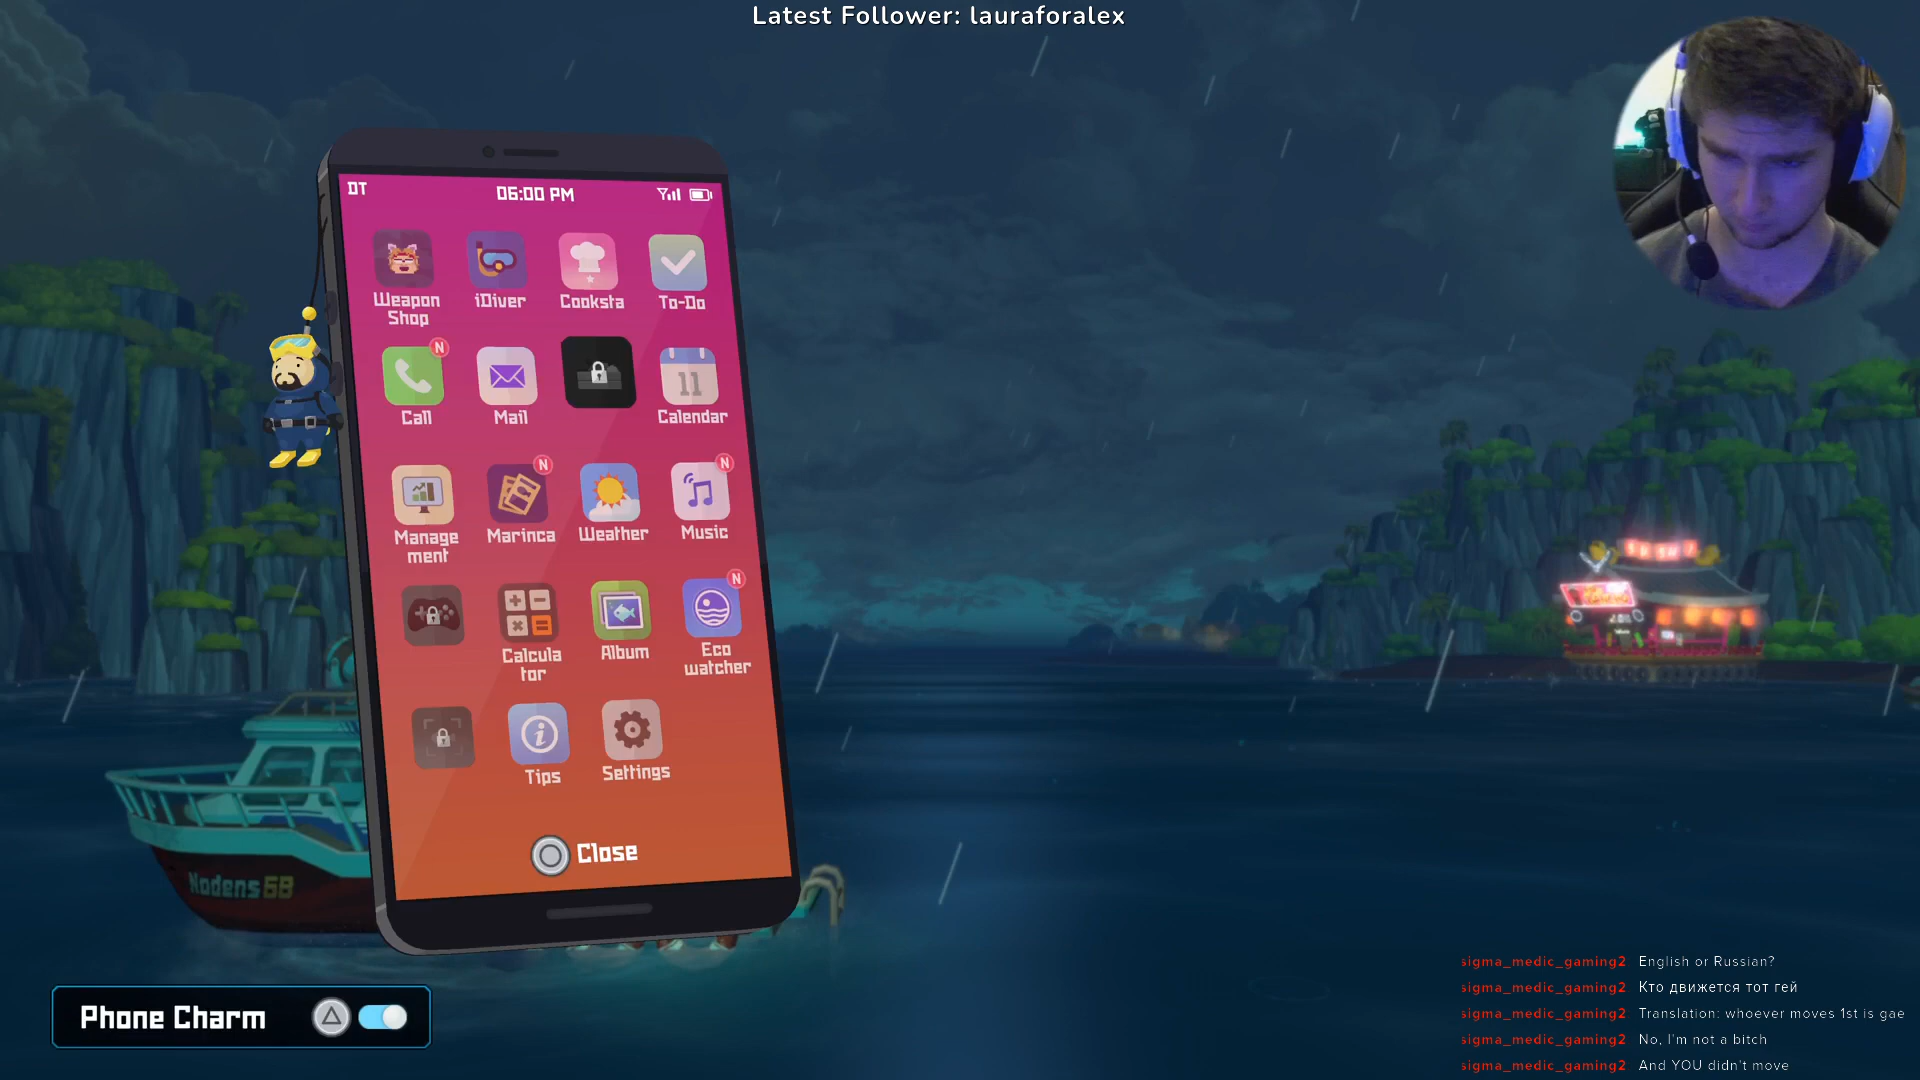 Latest Follower: lauraforalex
DT
06:00 PM
Weapon
Shop
iDiver
Cooksta
To-Do
N
Call
Mail
11
Calendar
Manage
ment
N
Marinca
Weather
N
Music
Calcula
tor
Album
N
Eco
watcher
Tips
Settings
Close
Nodens 68
Phone Charm
sigma_medic_gaming2 English or Russian?
sigma_medic_gaming2 Кто движется тот гей
sigma_medic_gaming2 Translation: whoever moves 1st is gae
sigma_medic_gaming2 No, I'm not a bitch
sigma_medic_gaming2 And YOU didn't move